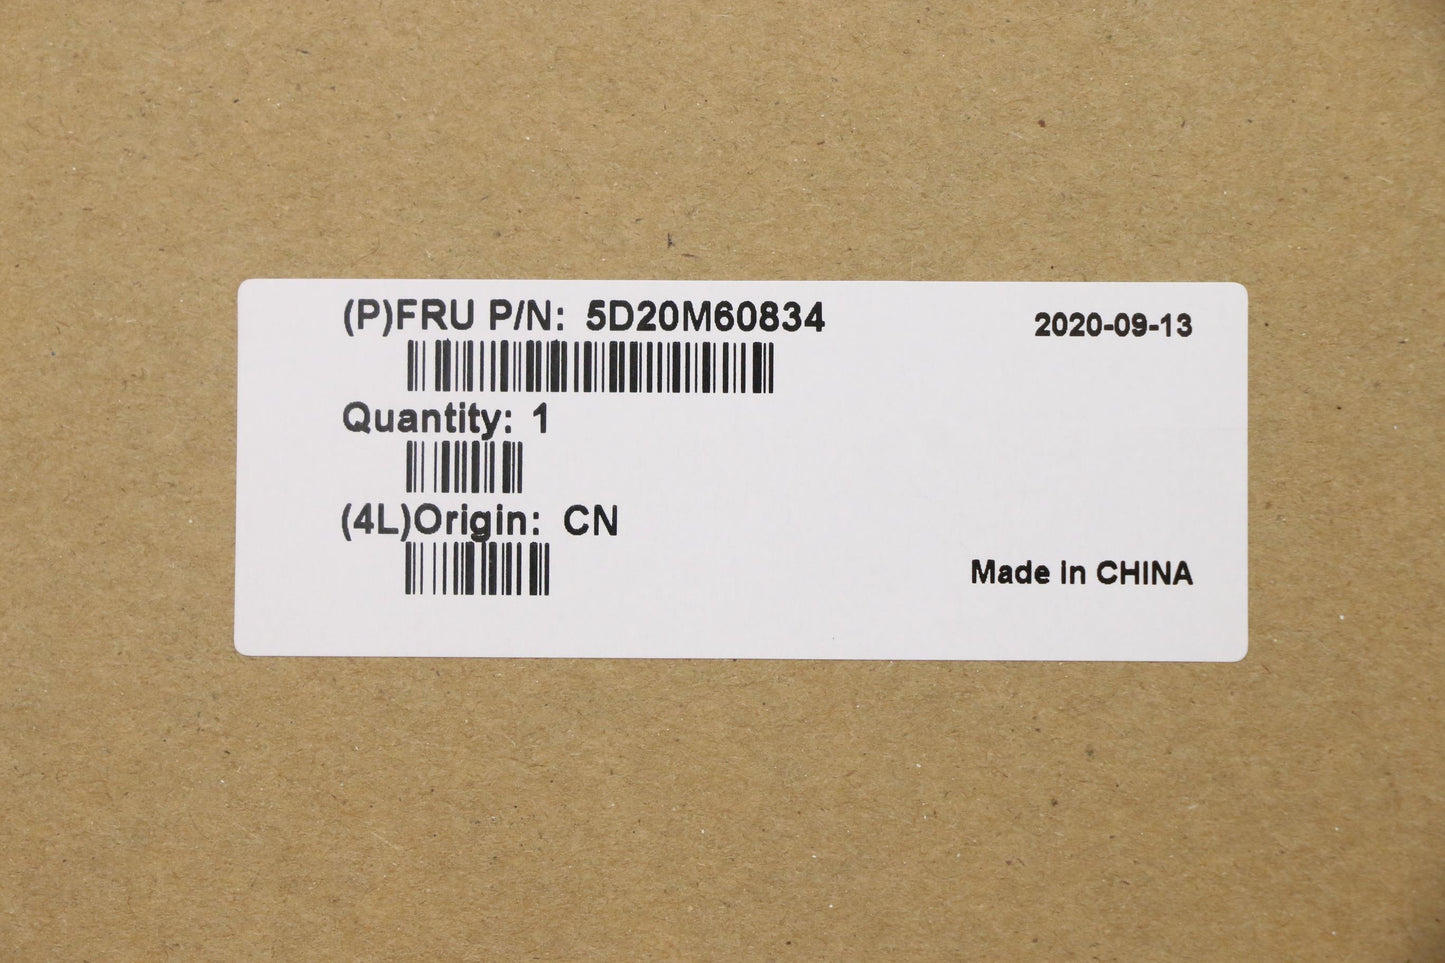 (P)FRU P/N: 5D20M60834
2020-09-13
Quantity: 1
(4L)Origin: CN
Made in CHINA